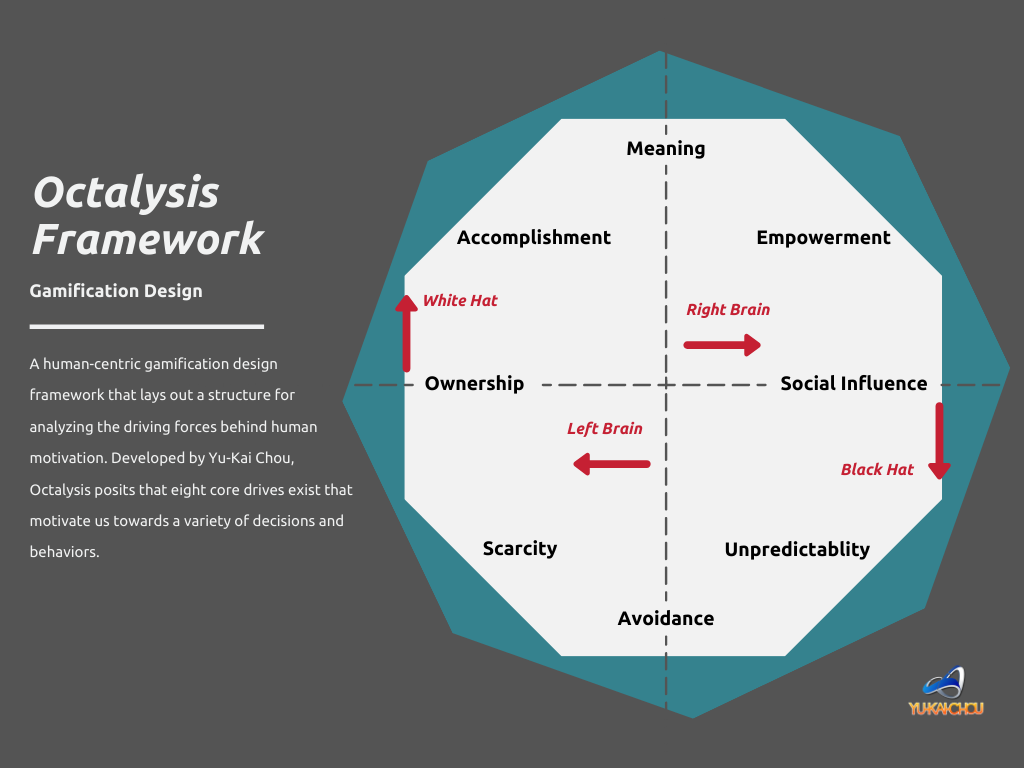 Octalysis
Framework
Gamification Design
A human-centric gamification design
framework that lays out a structure for
analyzing the driving forces behind human
motivation. Developed by Yu-Kai Chou,
Octalysis posits that eight core drives exist that
motivate us towards a variety of decisions and
behaviors.
Meaning
Accomplishment
Empowerment
White Hat
Right Brain
Ownership
Social Influence
Left Brain
Black Hat
Scarcity
Unpredictablity
Avoidance
YU-KAI CHOU